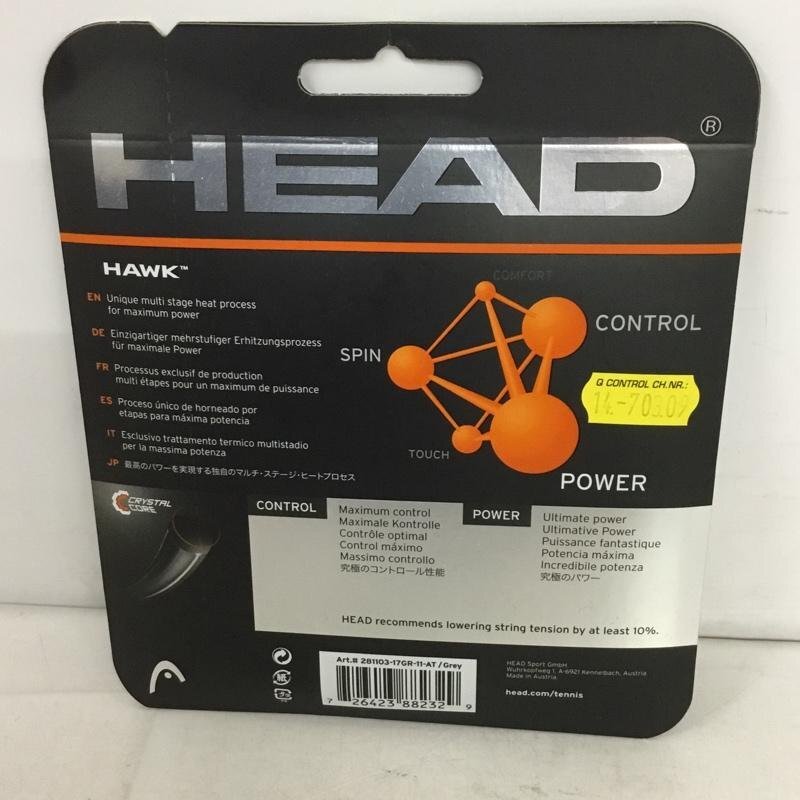 HEAD®
HAWK™
EN Unique multi stage heat process
for maximum power
DE Einzigartiger mehrstufiger Erhitzungsprozess
für maximale Power
FR Processus exclusif de production
multi étapes pour un maximum de puissance
ES Proceso único de horneado por
etapas para máxima potencia
IT Esclusivo trattamento termico multistadio
per la massima potenza
JP 最高のパワーを実現する独自のマルチ・ステージ・ヒートプロセス
COMFORT
CONTROL
SPIN
TOUCH
POWER
Q CONTROL CH.NR.:
CRYSTAL
CORE
CONTROL
Maximum control
Maximale Kontrolle
Contrôle optimal
Control máximo
Massimo controllo
究極のコントロール性能
POWER
Ultimate power
Ultimative Power
Puissance fantastique
Potencia máxima
Incredibile potenza
究極のパワー
HEAD recommends lowering string tension by at least 10%.
Art.# 281103-17GR-11-AT / Grey
7 26423 88232 9
HEAD Sport GmbH
Wuhrkopfweg 1, A-6921 Kennelbach, Austria
Made in Austria
head.com/tennis